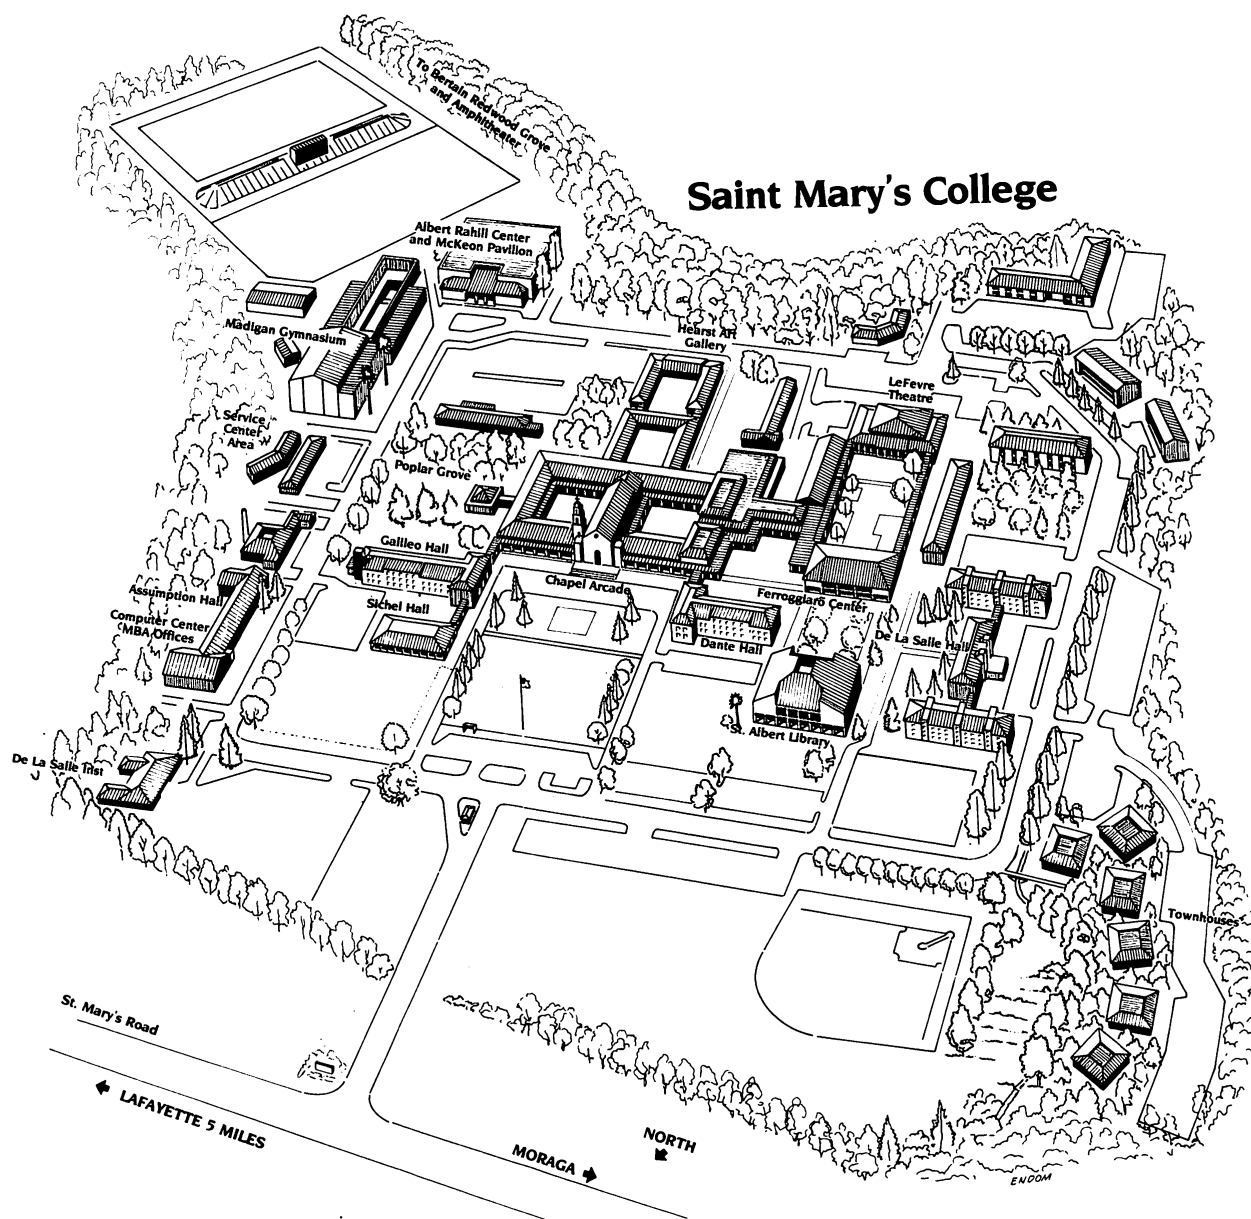 To Bertain Redwood Grove
and Amphitheater
Saint Mary's College
Albert Rahill Center
and McKeon Pavilion
Madigan Gymnasium
Hearst Art
Gallery
LeFevre
Theatre
Service
Center
Area
Poplar Grove
Galileo Hall
Assumption Hall
Sichel Hall
Chapel Arcade
Ferroggiaro Center
Computer Center
MBA Offices
Dante Hall
De La Salle Hall
St. Albert Library
De La Salle Inst
Townhouses
St. Mary's Road
LAFAYETTE 5 MILES
MORAGA
NORTH
ENDOM